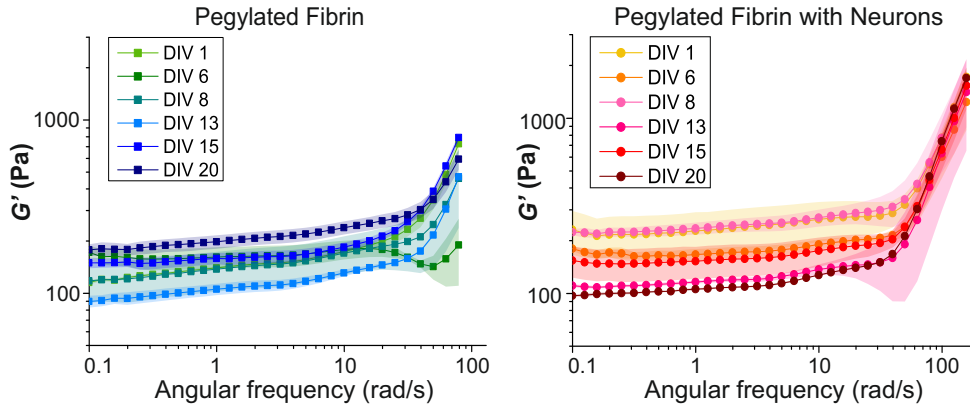 Pegylated Fibrin
G’ (Pa)
1000
100
DIV 1
DIV 6
DIV 8
DIV 13
DIV 15
DIV 20
0.1
1
10
100
Angular frequency (rad/s)
Pegylated Fibrin with Neurons
G’ (Pa)
1000
100
DIV 1
DIV 6
DIV 8
DIV 13
DIV 15
DIV 20
0.1
1
10
100
Angular frequency (rad/s)